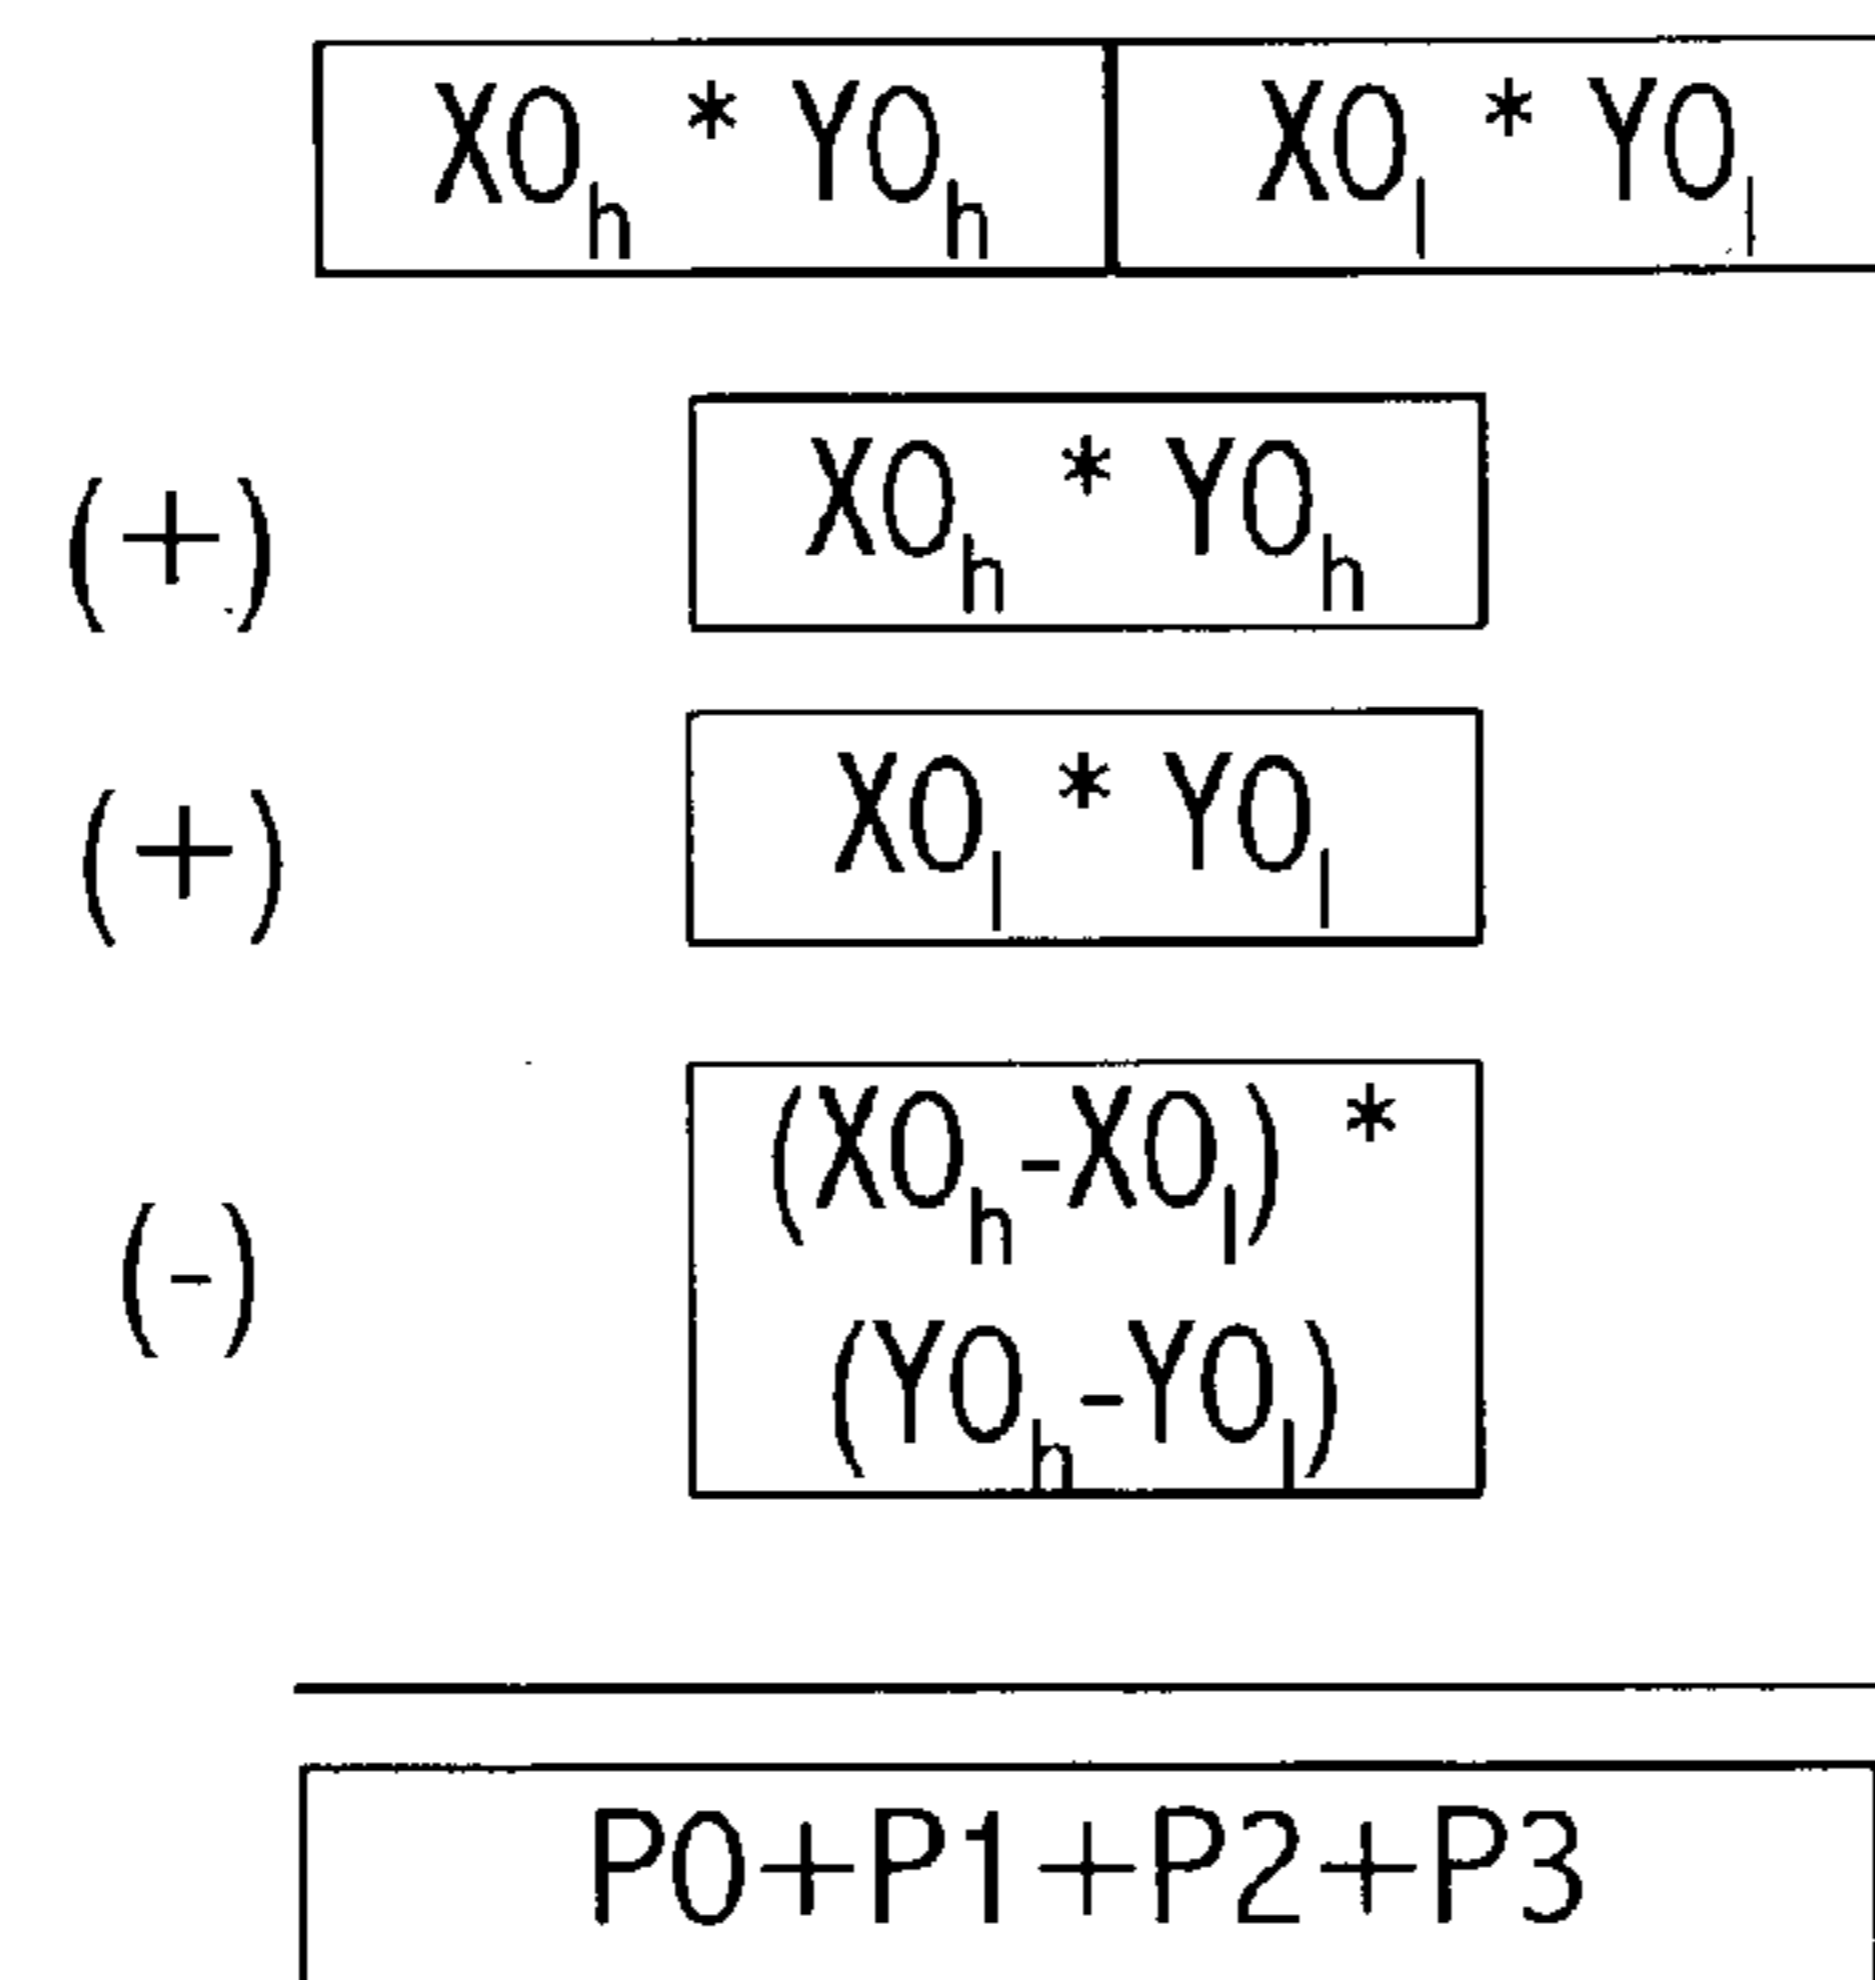 X0h * Y0h X0l * Y0l
(+) X0h * Y0h
(+) X0l * Y0l
(X0h-X0l) *
(-)
(Y0h-Y0l)
P0+P1+P2+P3